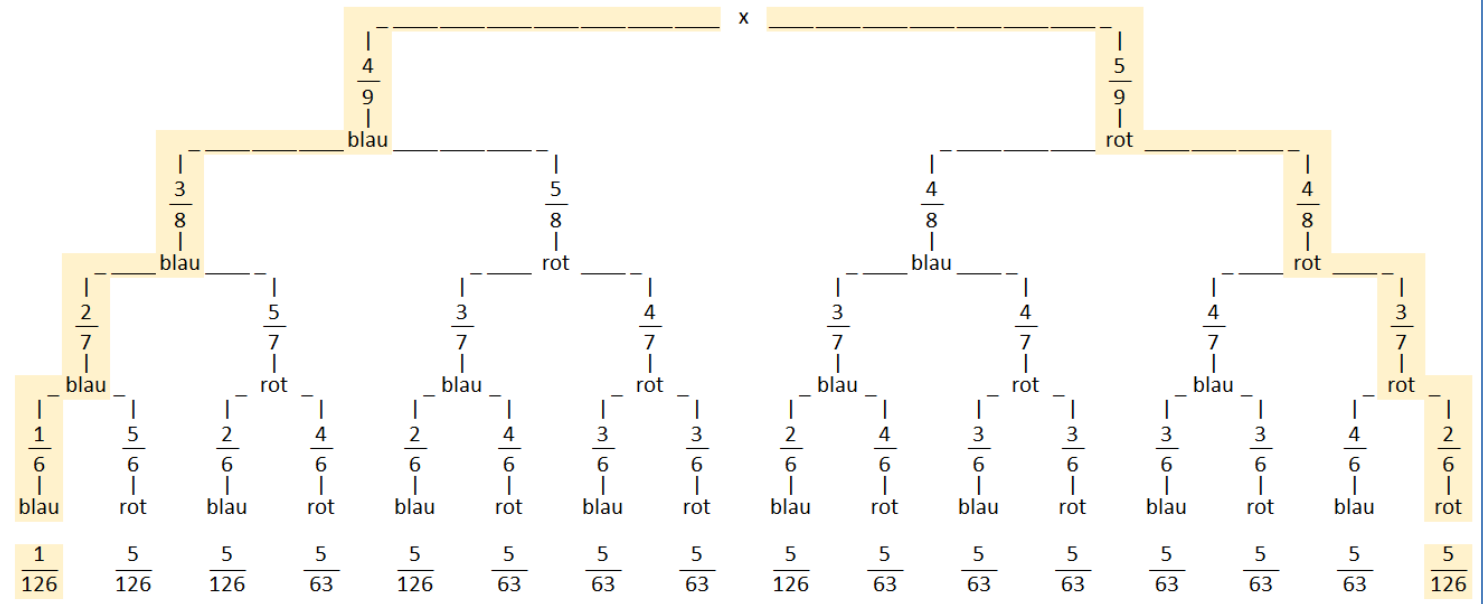 x
4/9 5/9
blau rot
3/8 5/8 4/8 4/8
blau rot blau rot
2/7 5/7 3/7 4/7 3/7 4/7 4/7 3/7
blau rot blau rot blau rot blau rot
1/6 5/6 2/6 4/6 2/6 4/6 3/6 3/6 2/6 4/6 3/6 3/6 3/6 3/6 4/6 2/6
blau rot blau rot blau rot blau rot blau rot blau rot blau rot blau rot
1/126 5/126 5/126 5/63 5/126 5/63 5/63 5/63 5/126 5/63 5/63 5/63 5/63 5/63 5/63 5/126